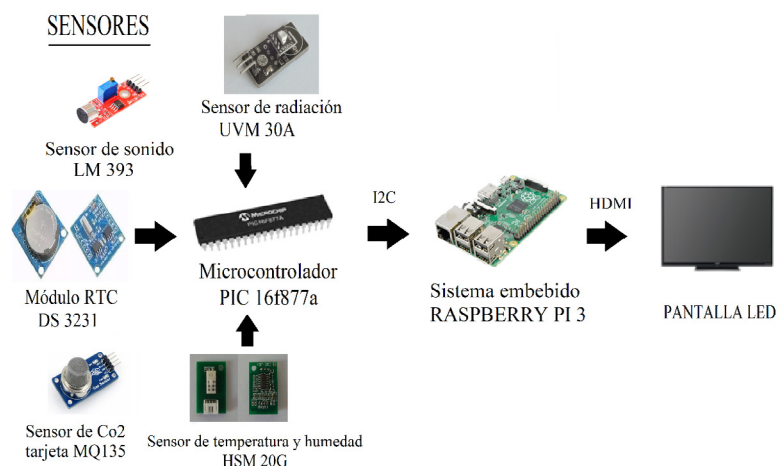 SENSORES
Sensor de radiación
UVM 30A
Sensor de sonido
LM 393
I2C
HDMI
MICROCHIP
PIC16F877A
Microcontrolador
PIC 16f877a
Módulo RTC
DS 3231
Sistema embebido
RASPBERRY PI 3
PANTALLA LED
Sensor de Co2
tarjeta MQ135
Sensor de temperatura y humedad
HSM 20G